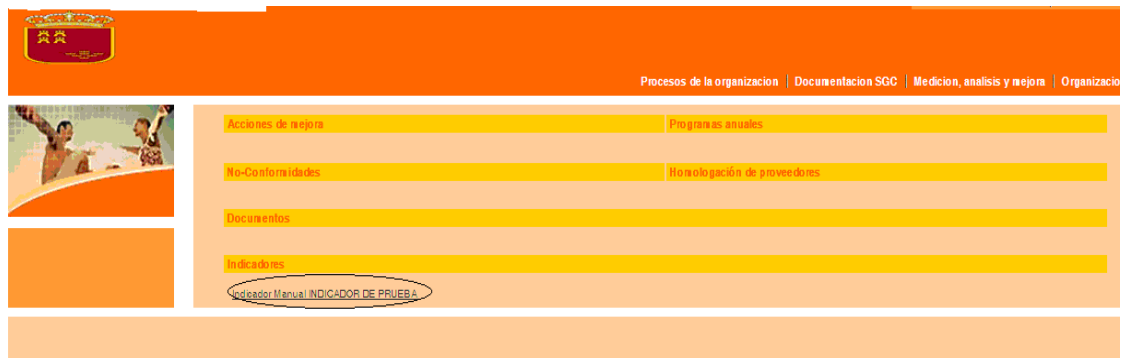 Procesos de la organizacion | Documentacion SGC | Medicion, analisis y mejora | Organizacio
Acciones de mejora Programas anuales
No-Conformidades Homologación de proveedores
Documentos
Indicadores
Indicador Manual INDICADOR DE PRUEBA